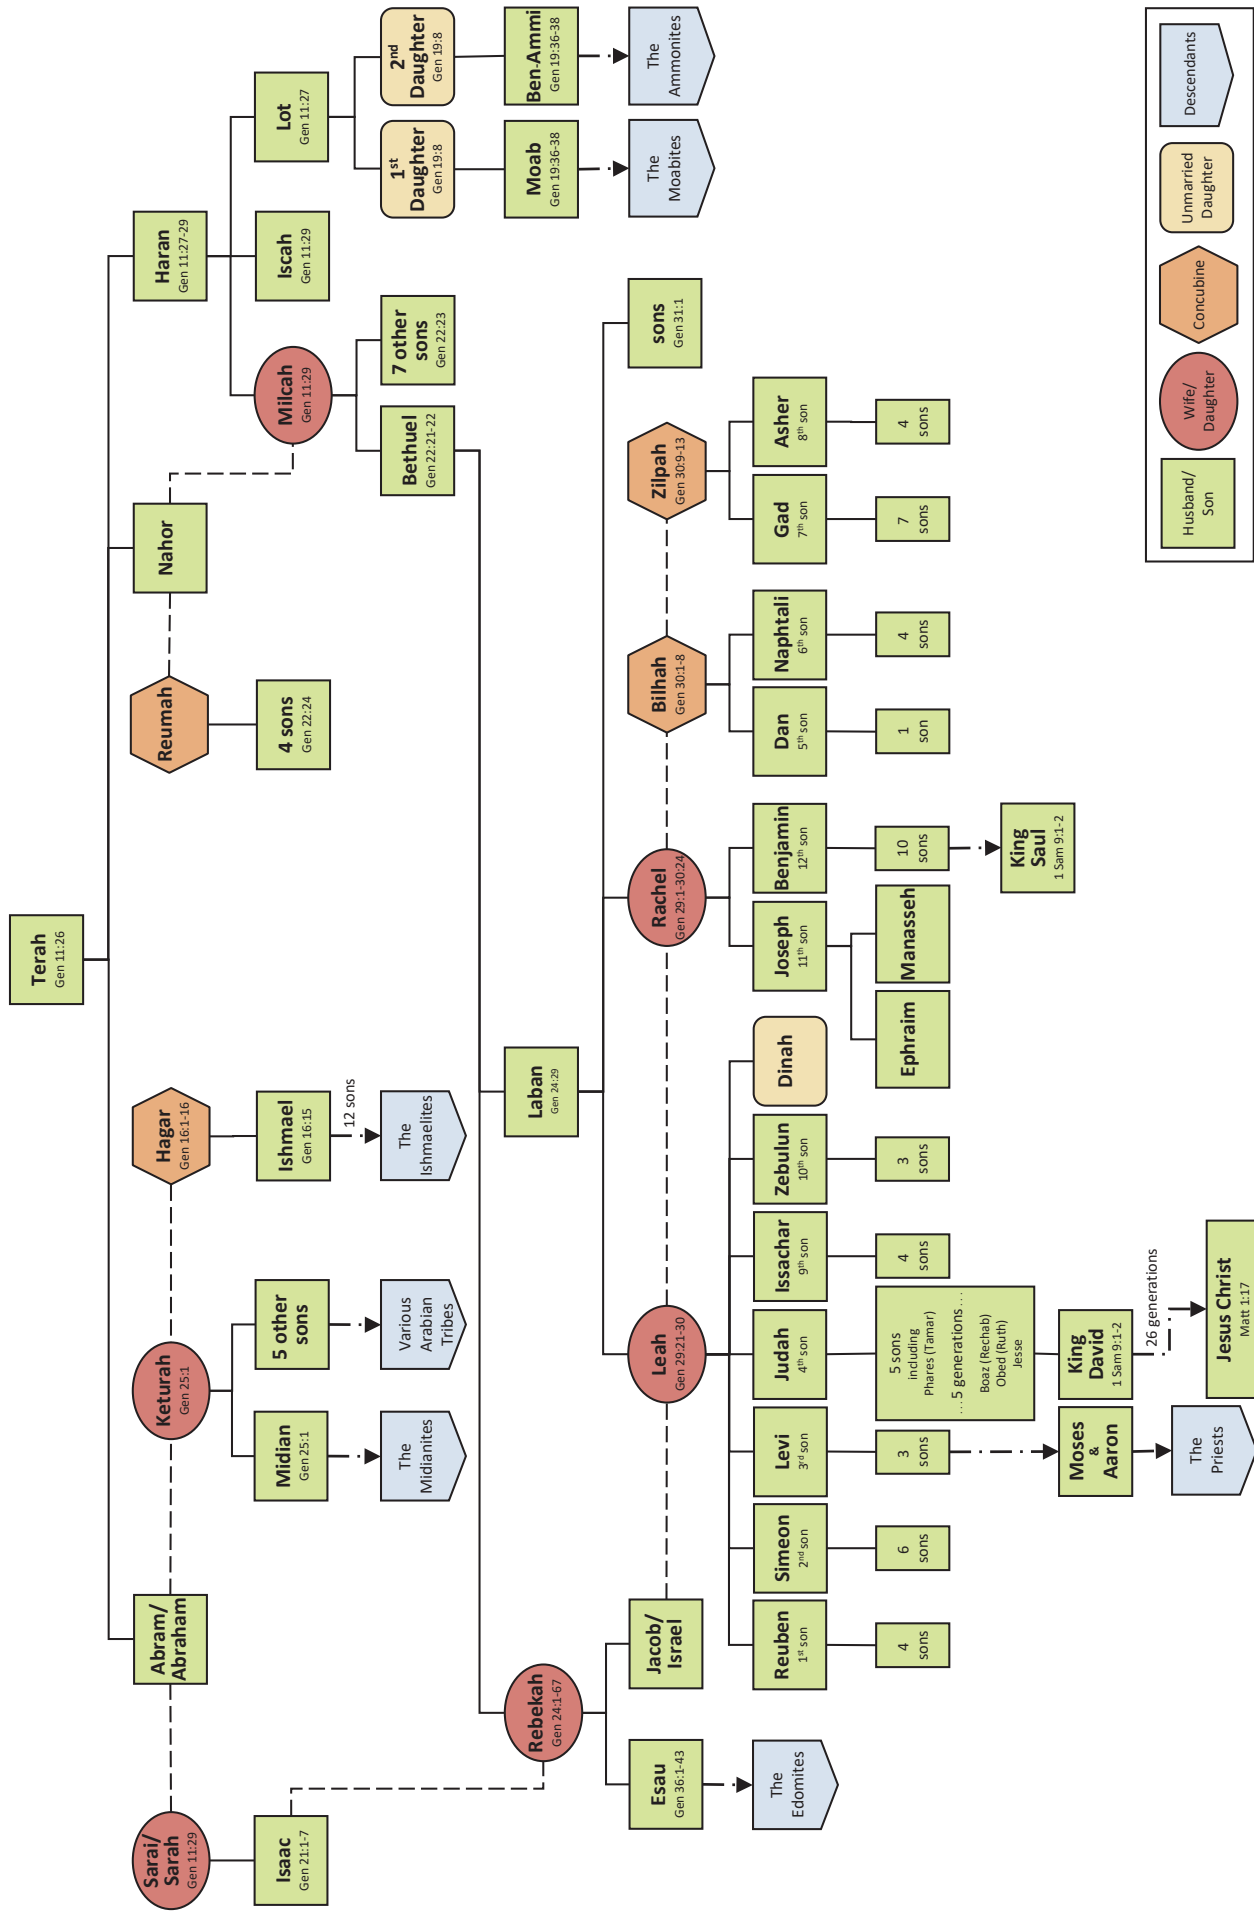 Terah
Gen 11:26
Sarai/
Sarah
Gen 11:29
Abram/
Abraham
Keturah
Gen 25:1
Hagar
Gen 16:1-16
Reumah
Nahor
Haran
Gen 11:27-29
Isaac
Gen 21:1-7
Midian
Gen 25:1
5 other
sons
Ishmael
Gen 16:15
12 sons
4 sons
Gen 22:24
Milcah
Gen 11:29
Iscah
Gen 11:29
Lot
Gen 11:27
The
Midianites
Various
Arabian
Tribes
The
Ishmaelites
Bethuel
Gen 22:21-22
7 other
sons
Gen 22:23
1st
Daughter
Gen 19:8
2nd
Daughter
Gen 19:8
Rebekah
Gen 24:1-67
Laban
Gen 24:29
Moab
Gen 19:36-38
Ben-Ammi
Gen 19:36-38
Esau
Gen 36:1-43
Jacob/
Israel
Leah
Gen 29:21-30
Rachel
Gen 29:1-30:24
Bilhah
Gen 30:1-8
Zilpah
Gen 30:9-13
sons
Gen 31:1
The
Moabites
The
Ammonites
The
Edomites
Reuben
1st son
Simeon
2nd son
Levi
3rd son
Judah
4th son
Issachar
9th son
Zebulun
10th son
Dinah
Joseph
11th son
Benjamin
12th son
Dan
5th son
Naphtali
6th son
Gad
7th son
Asher
8th son
4
sons
6
sons
3
sons
5 sons
including
Phares (Tamar)
... 5 generations ...
Boaz (Rechab)
Obed (Ruth)
Jesse
4
sons
3
sons
Ephraim
Manasseh
10
sons
1
son
4
sons
7
sons
4
sons
Moses
&
Aaron
King
David
1 Sam 9:1-2
26 generations
King
Saul
1 Sam 9:1-2
The
Priests
Jesus Christ
Matt 1:17
Husband/
Son
Wife/
Daughter
Concubine
Unmarried
Daughter
Descendants